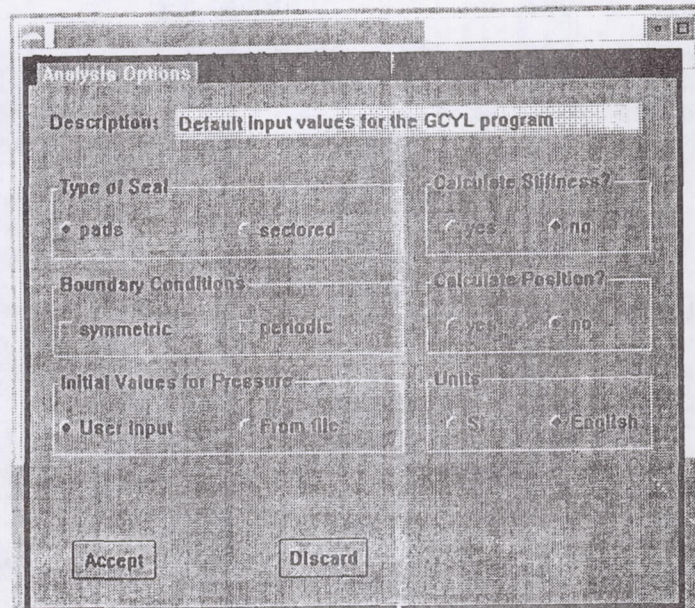 Analysis Options
Description: Default input values for the GCYL program
Type of Seal
pads sectored
Calculate Stiffness?
yes no
Boundary Conditions:
symmetric periodic
Calculate Position?
yes no
Initial Values for Pressure
User input From file
Units
SI English
Accept Discard